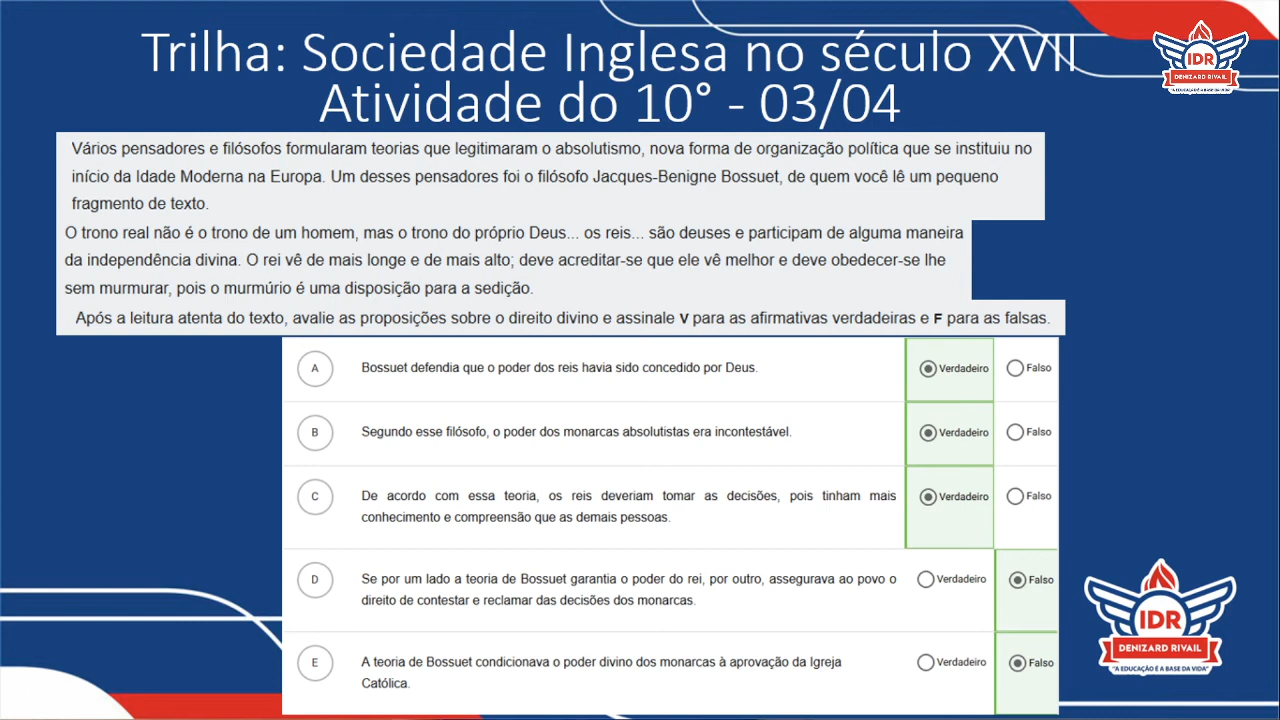 Trilha: Sociedade Inglesa no século XVII
Atividade do 10° - 03/04
IDR
DENIZARD RIVAIL
"A EDUCAÇÃO É A BASE DA VIDA"
Vários pensadores e filósofos formularam teorias que legitimaram o absolutismo, nova forma de organização política que se instituiu no
início da Idade Moderna na Europa. Um desses pensadores foi o filósofo Jacques-Benigne Bossuet, de quem você lê um pequeno
fragmento de texto.
O trono real não é o trono de um homem, mas o trono do próprio Deus... os reis... são deuses e participam de alguma maneira
da independência divina. O rei vê de mais longe e de mais alto; deve acreditar-se que ele vê melhor e deve obedecer-se lhe
sem murmurar, pois o murmúrio é uma disposição para a sedição.
Após a leitura atenta do texto, avalie as proposições sobre o direito divino e assinale V para as afirmativas verdadeiras e F para as falsas.
A Bossuet defendia que o poder dos reis havia sido concedido por Deus. Verdadeiro Falso
B Segundo esse filósofo, o poder dos monarcas absolutistas era incontestável. Verdadeiro Falso
C De acordo com essa teoria, os reis deveriam tomar as decisões, pois tinham mais Verdadeiro Falso
conhecimento e compreensão que as demais pessoas.
D Se por um lado a teoria de Bossuet garantia o poder do rei, por outro, assegurava ao povo o Verdadeiro Falso
direito de contestar e reclamar das decisões dos monarcas.
E A teoria de Bossuet condicionava o poder divino dos monarcas à aprovação da Igreja Verdadeiro Falso
Católica.
IDR
DENIZARD RIVAIL
"A EDUCAÇÃO É A BASE DA VIDA"